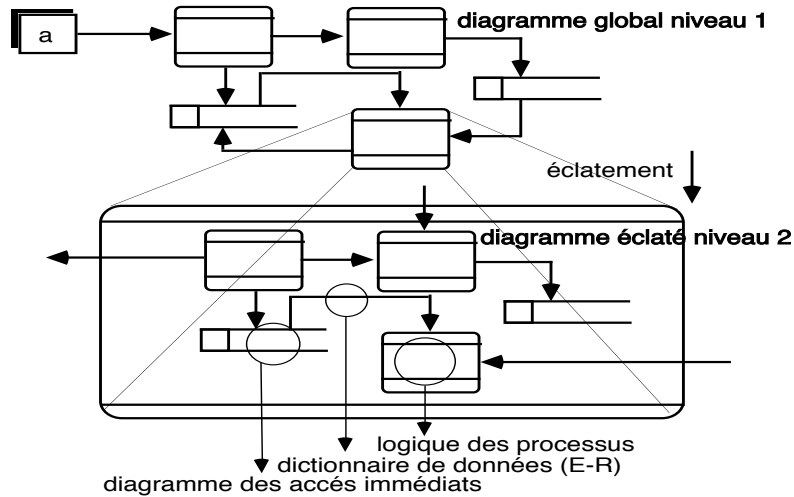 diagramme global niveau 1
a
éclatement
diagramme éclaté niveau 2
logique des processus
dictionnaire de données (E-R)
diagramme des accés immédiats